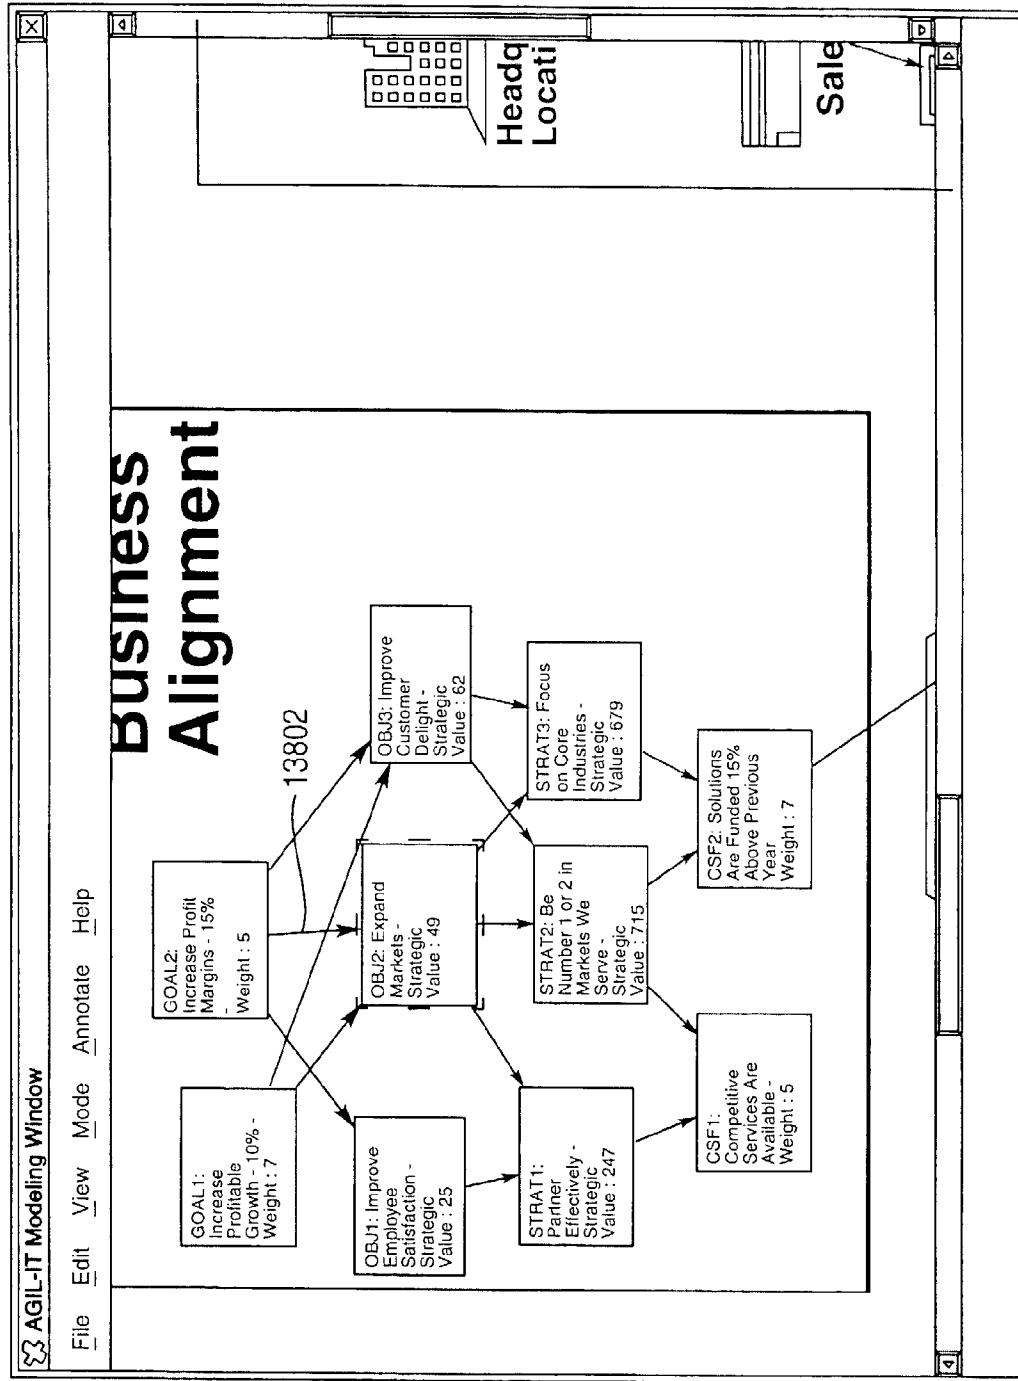 AGIL-IT Modeling Window
File Edit View Mode Annotate Help
Business
Alignment
GOAL1:
Increase
Profitable
Growth - 10% -
Weight : 7
GOAL2:
Increase Profit
Margins - 15%
- Weight : 5
13802
OBJ1: Improve
Employee
Satisfaction -
Strategic
Value : 25
OBJ2: Expand
Markets -
Strategic
Value : 49
OBJ3: Improve
Customer
Delight -
Strategic
Value : 62
STRAT1:
Partner
Effectively -
Strategic
Value : 247
STRAT2: Be
Number 1 or 2 in
Markets We
Serve -
Strategic
Value : 715
STRAT3: Focus
on Core
Industries -
Strategic
Value : 679
CSF1:
Competitive
Services Are
Available -
Weight : 5
CSF2: Solutions
Are Funded 15%
Above Previous
Year
Weight : 7
Headq
Locati
Sale